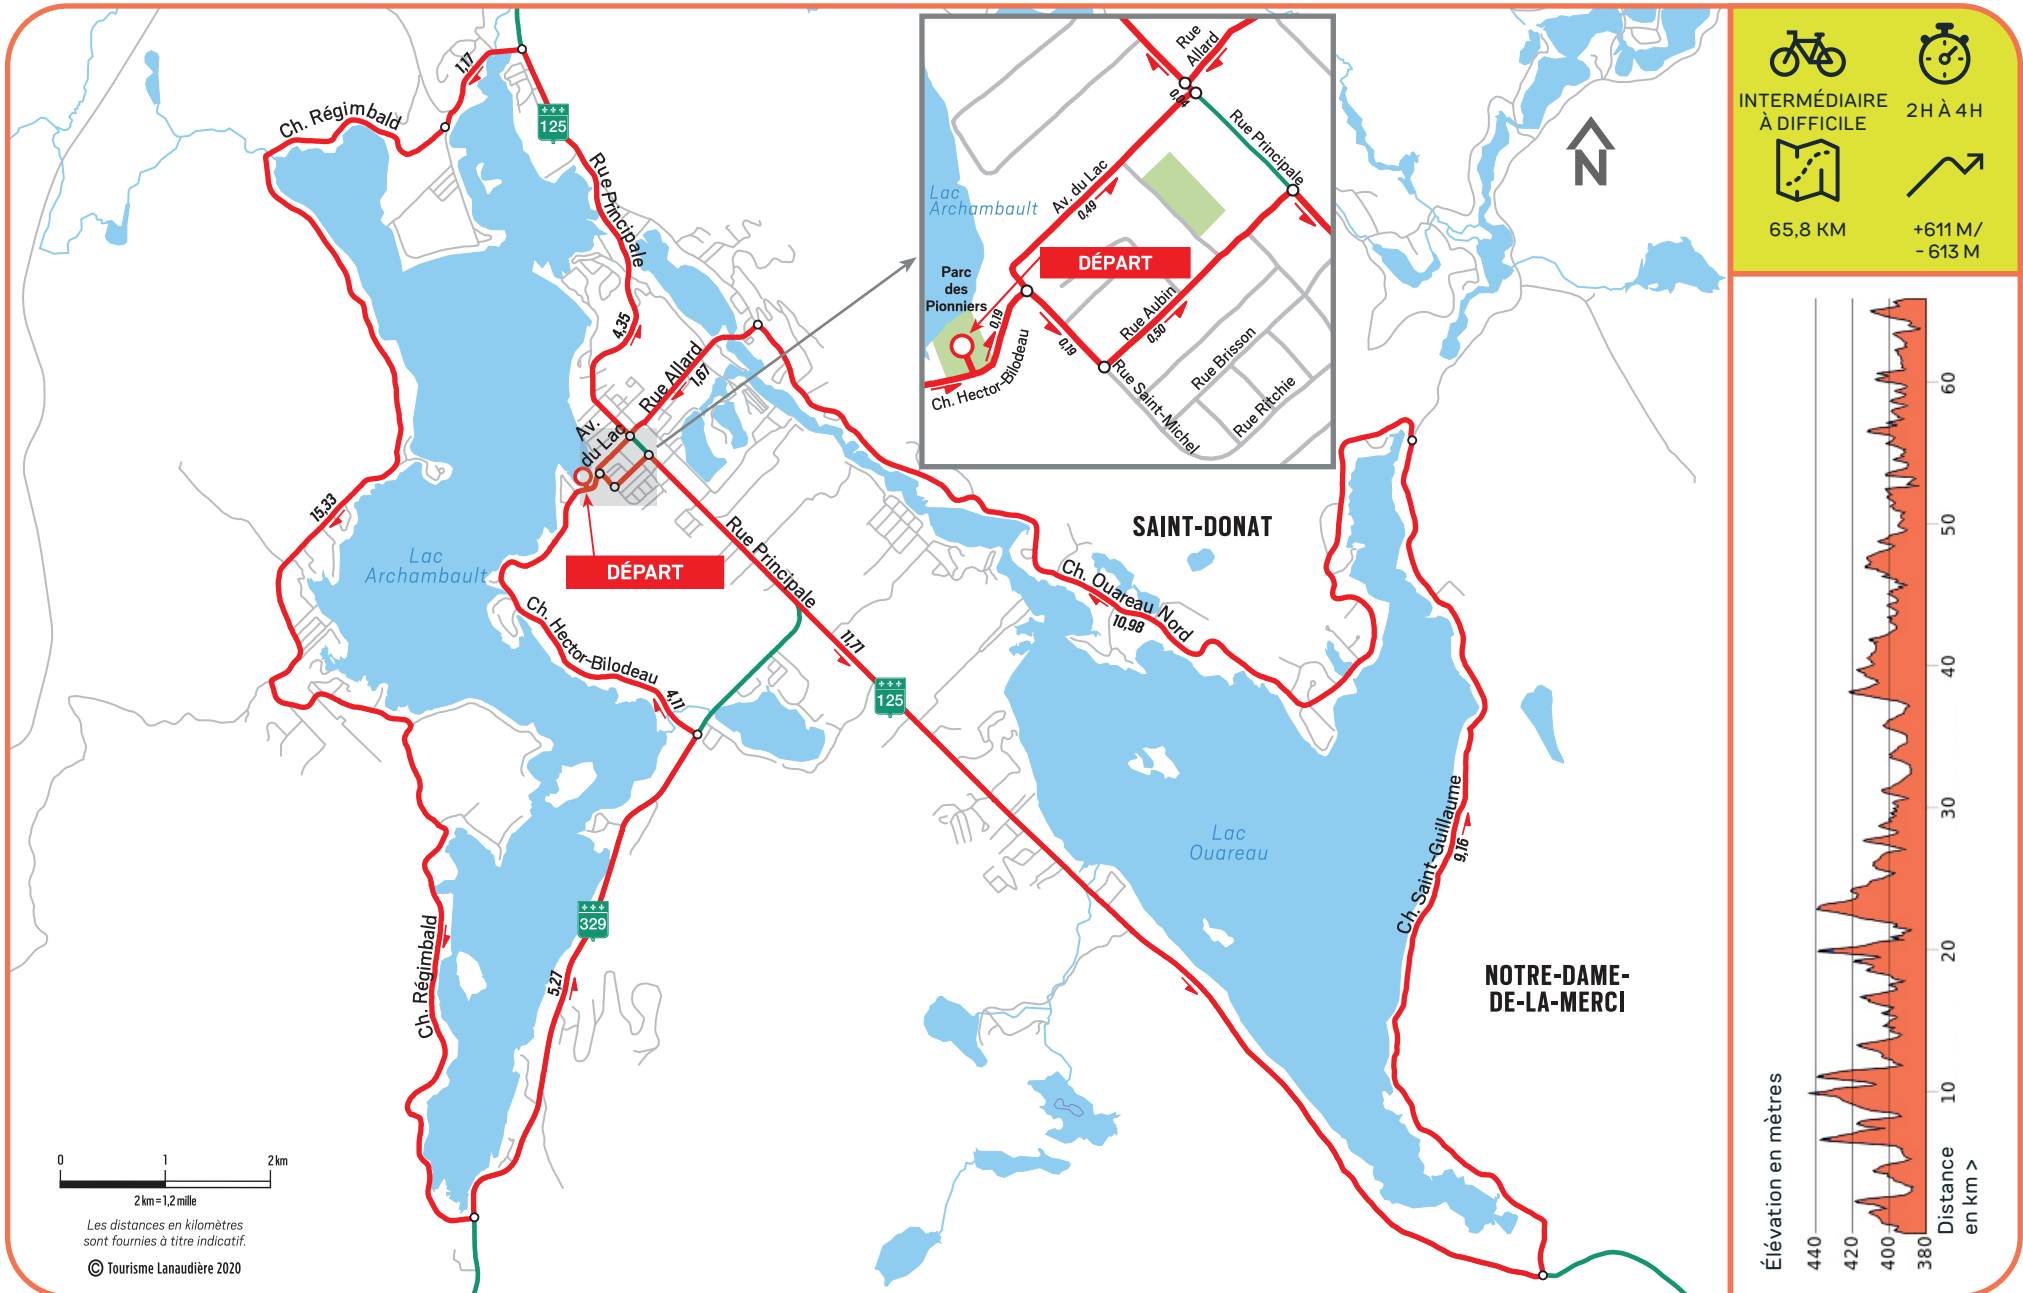 1,17
Ch. Régimbald
125
Rue Principale
4,35
Rue Allard
1,67
Av.
du Lac
15,33
Lac
Archambault
DÉPART
Rue Principale
Ch. Hector-Bilodeau
4,11
11,71
125
329
5,27
Ch. Régimbald
SAINT-DONAT
Ch. Ouareau Nord
10,98
Lac
Ouareau
Ch. Saint-Guillaume
9,16
NOTRE-DAME-
DE-LA-MERCI
N
Rue
Allard
0,04
Rue Principale
Av. du Lac
0,49
Lac
Archambault
DÉPART
Parc
des
Pionniers
0,19
Ch. Hector-Bilodeau
0,19
Rue Aubin
0,50
Rue Saint-Michel
Rue Brisson
Rue Ritchie
0 1 2 km
2 km = 1,2 mille
Les distances en kilomètres
sont fournies à titre indicatif.
© Tourisme Lanaudière 2020
INTERMÉDIAIRE
À DIFFICILE
2H À 4H
65,8 KM
+611 M/
- 613 M
Élévation en mètres
440
420
400
380
Distance
en km >
10
20
30
40
50
60